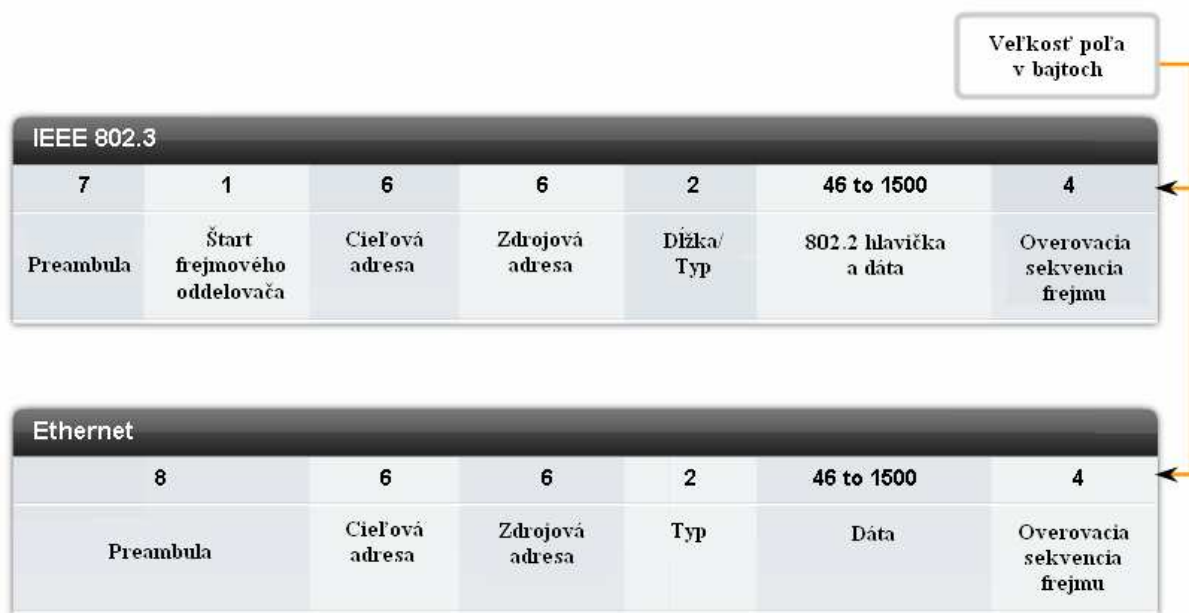 Veľkosť poľa
v bajtoch
IEEE 802.3
7 1 6 6 2 46 to 1500 4
Preambula
Štart
frejmového
oddelovača
Cieľová
adresa
Zdrojová
adresa
Dĺžka/
Typ
802.2 hlavička
a dáta
Overovacia
sekvencia
frejmu
Ethernet
8 6 6 2 46 to 1500 4
Preambula
Cieľová
adresa
Zdrojová
adresa
Typ
Dáta
Overovacia
sekvencia
frejmu